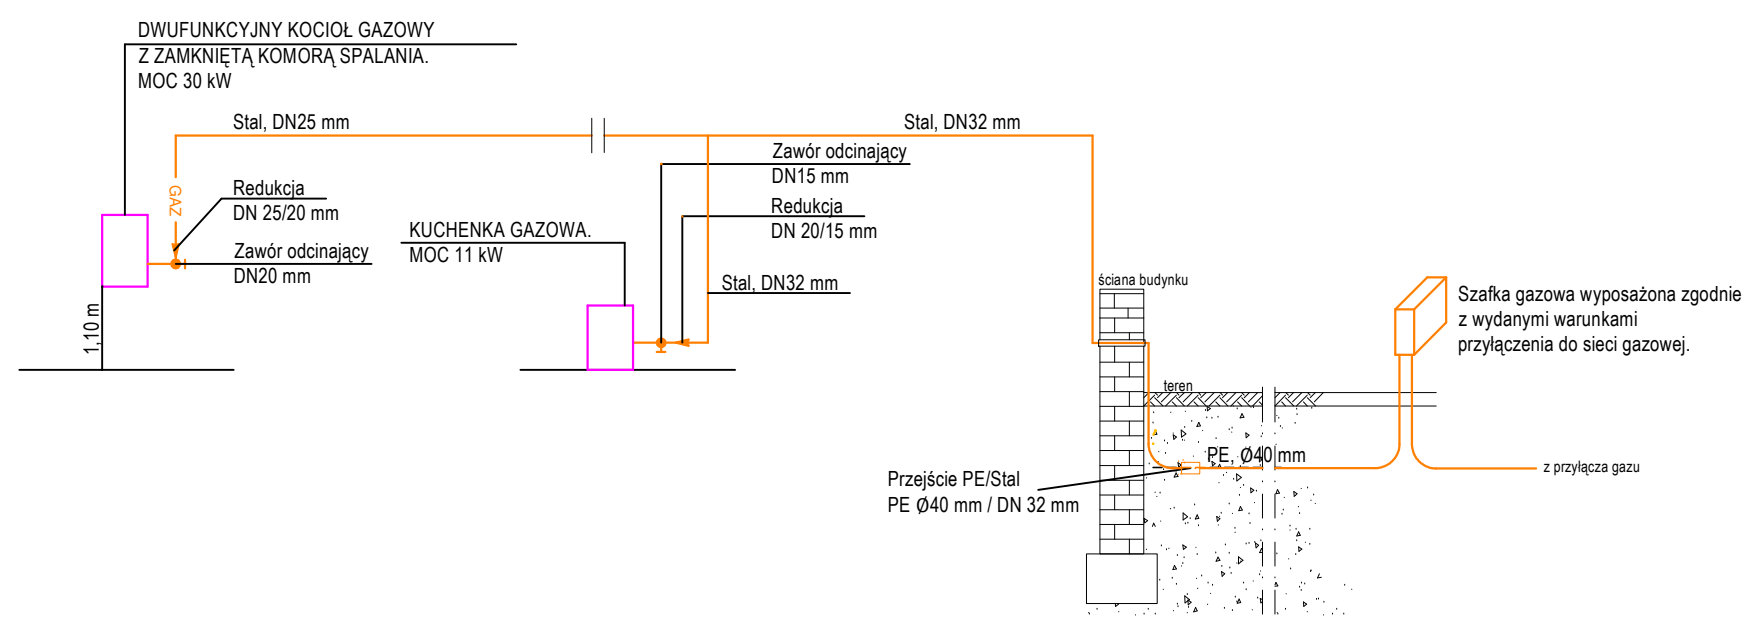 DWUFUNKCYJNY KOCIOŁ GAZOWY
Z ZAMKNIĘTĄ KOMORĄ SPALANIA.
MOC 30 kW
Stal, DN25 mm
Stal, DN32 mm
Zawór odcinający
DN15 mm
GAZ
Redukcja
DN 25/20 mm
Redukcja
DN 20/15 mm
KUCHENKA GAZOWA.
MOC 11 kW
Zawór odcinający
DN20 mm
Stal, DN32 mm
1,10 m
ściana budynku
Szafka gazowa wyposażona zgodnie
z wydanymi warunkami
przyłączenia do sieci gazowej.
teren
PE, Ø40 mm
z przyłącza gazu
Przejście PE/Stal
PE Ø40 mm / DN 32 mm